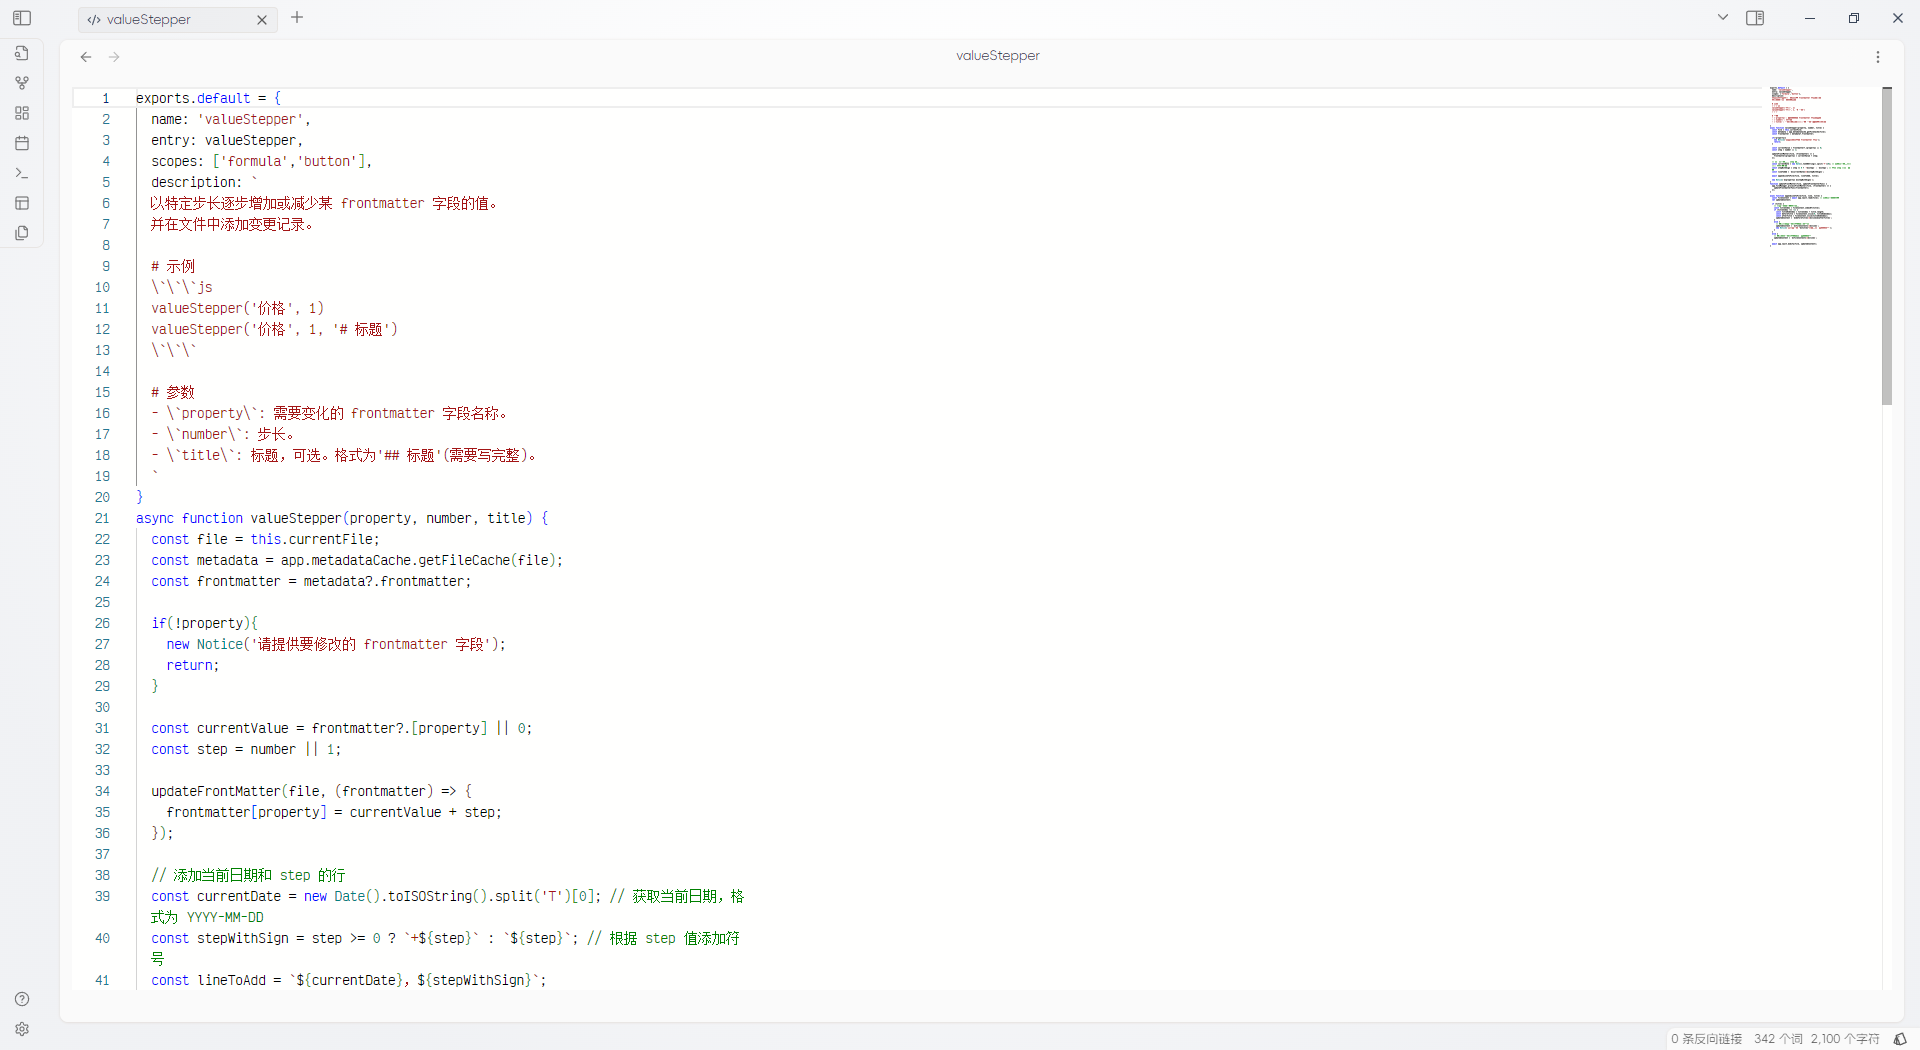 valueStepper
valueStepper
1 exports.default = {
2 name: 'valueStepper',
3 entry: valueStepper,
4 scopes: ['formula','button'],
5 description: `
6 以特定步长逐步增加或减少某 frontmatter 字段的值。
7 并在文件中添加变更记录。
8
9 # 示例
10 \`\`\`js
11 valueStepper('价格', 1)
12 valueStepper('价格', 1, '# 标题')
13 \`\`\`
14
15 # 参数
16 - \`property\`: 需要变化的 frontmatter 字段名称。
17 - \`number\`: 步长。
18 - \`title\`: 标题，可选。格式为'## 标题'(需要写完整)。
19 `
20 }
21 async function valueStepper(property, number, title) {
22 const file = this.currentFile;
23 const metadata = app.metadataCache.getFileCache(file);
24 const frontmatter = metadata?.frontmatter;
25
26 if(!property){
27 new Notice('请提供要修改的 frontmatter 字段');
28 return;
29 }
30
31 const currentValue = frontmatter?.[property] || 0;
32 const step = number || 1;
33
34 updateFrontMatter(file, (frontmatter) => {
35 frontmatter[property] = currentValue + step;
36 });
37
38 // 添加当前日期和 step 的行
39 const currentDate = new Date().toISOString().split('T')[0]; // 获取当前日期，格
式为 YYYY-MM-DD
40 const stepWithSign = step >= 0 ? `+${step}` : `${step}`; // 根据 step 值添加符
号
41 const lineToAdd = `${currentDate}，${stepWithSign}`;
0 条反向链接 342 个词 2,100 个字符